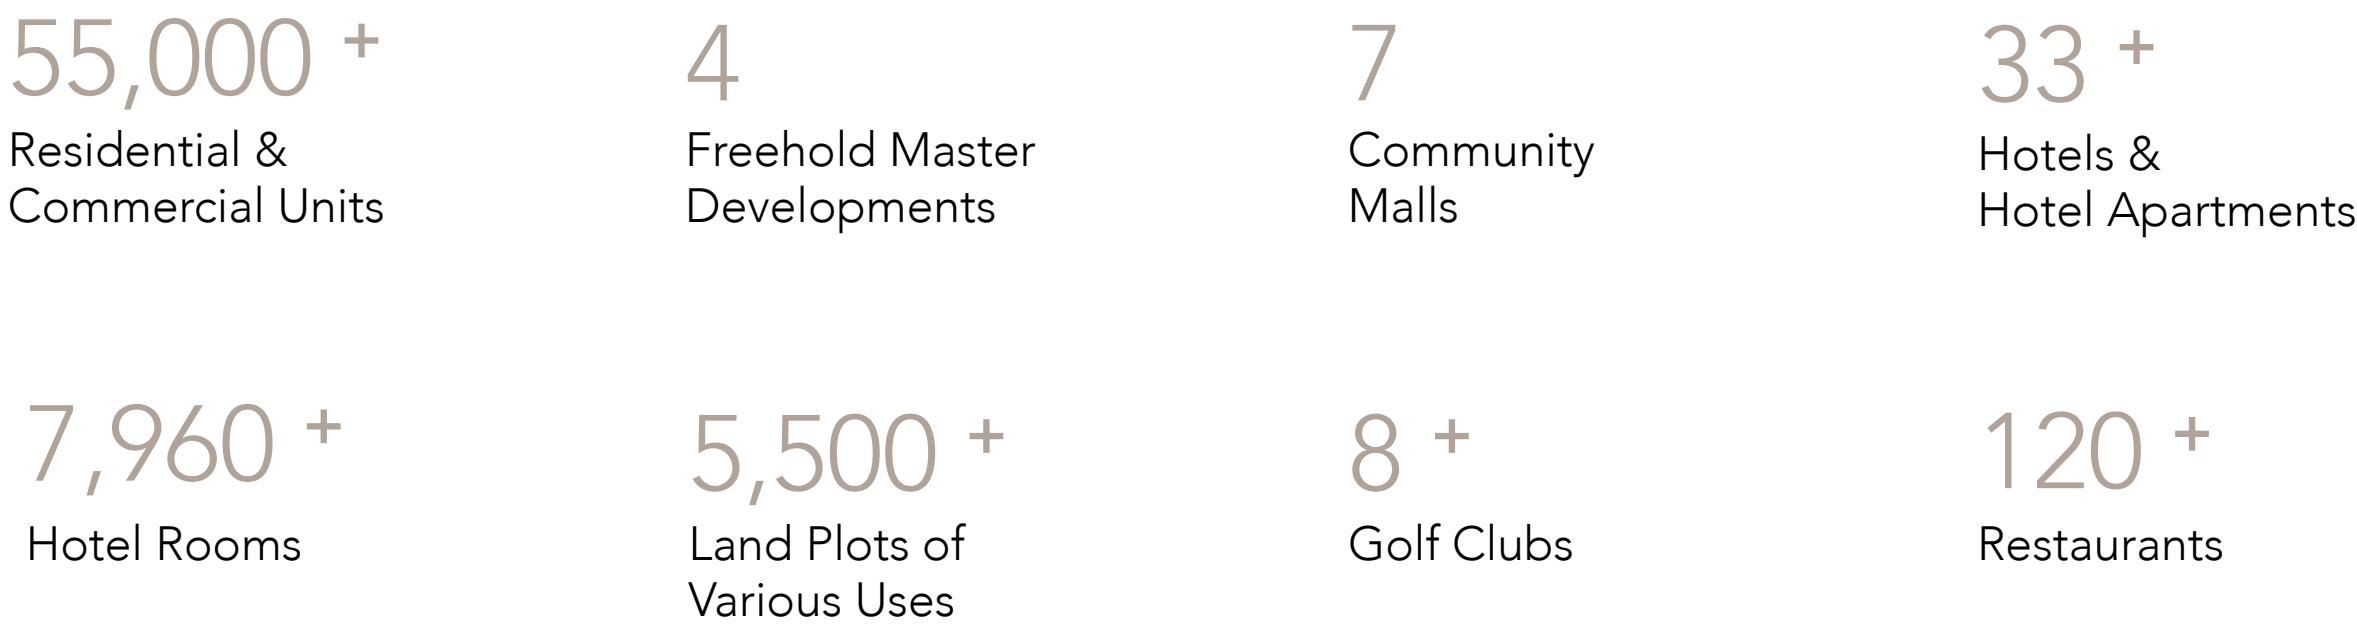 55,000 +
Residential &
Commercial Units
4
Freehold Master
Developments
7
Community
Malls
33 +
Hotels &
Hotel Apartments
7,960 +
Hotel Rooms
5,500 +
Land Plots of
Various Uses
8 +
Golf Clubs
120 +
Restaurants